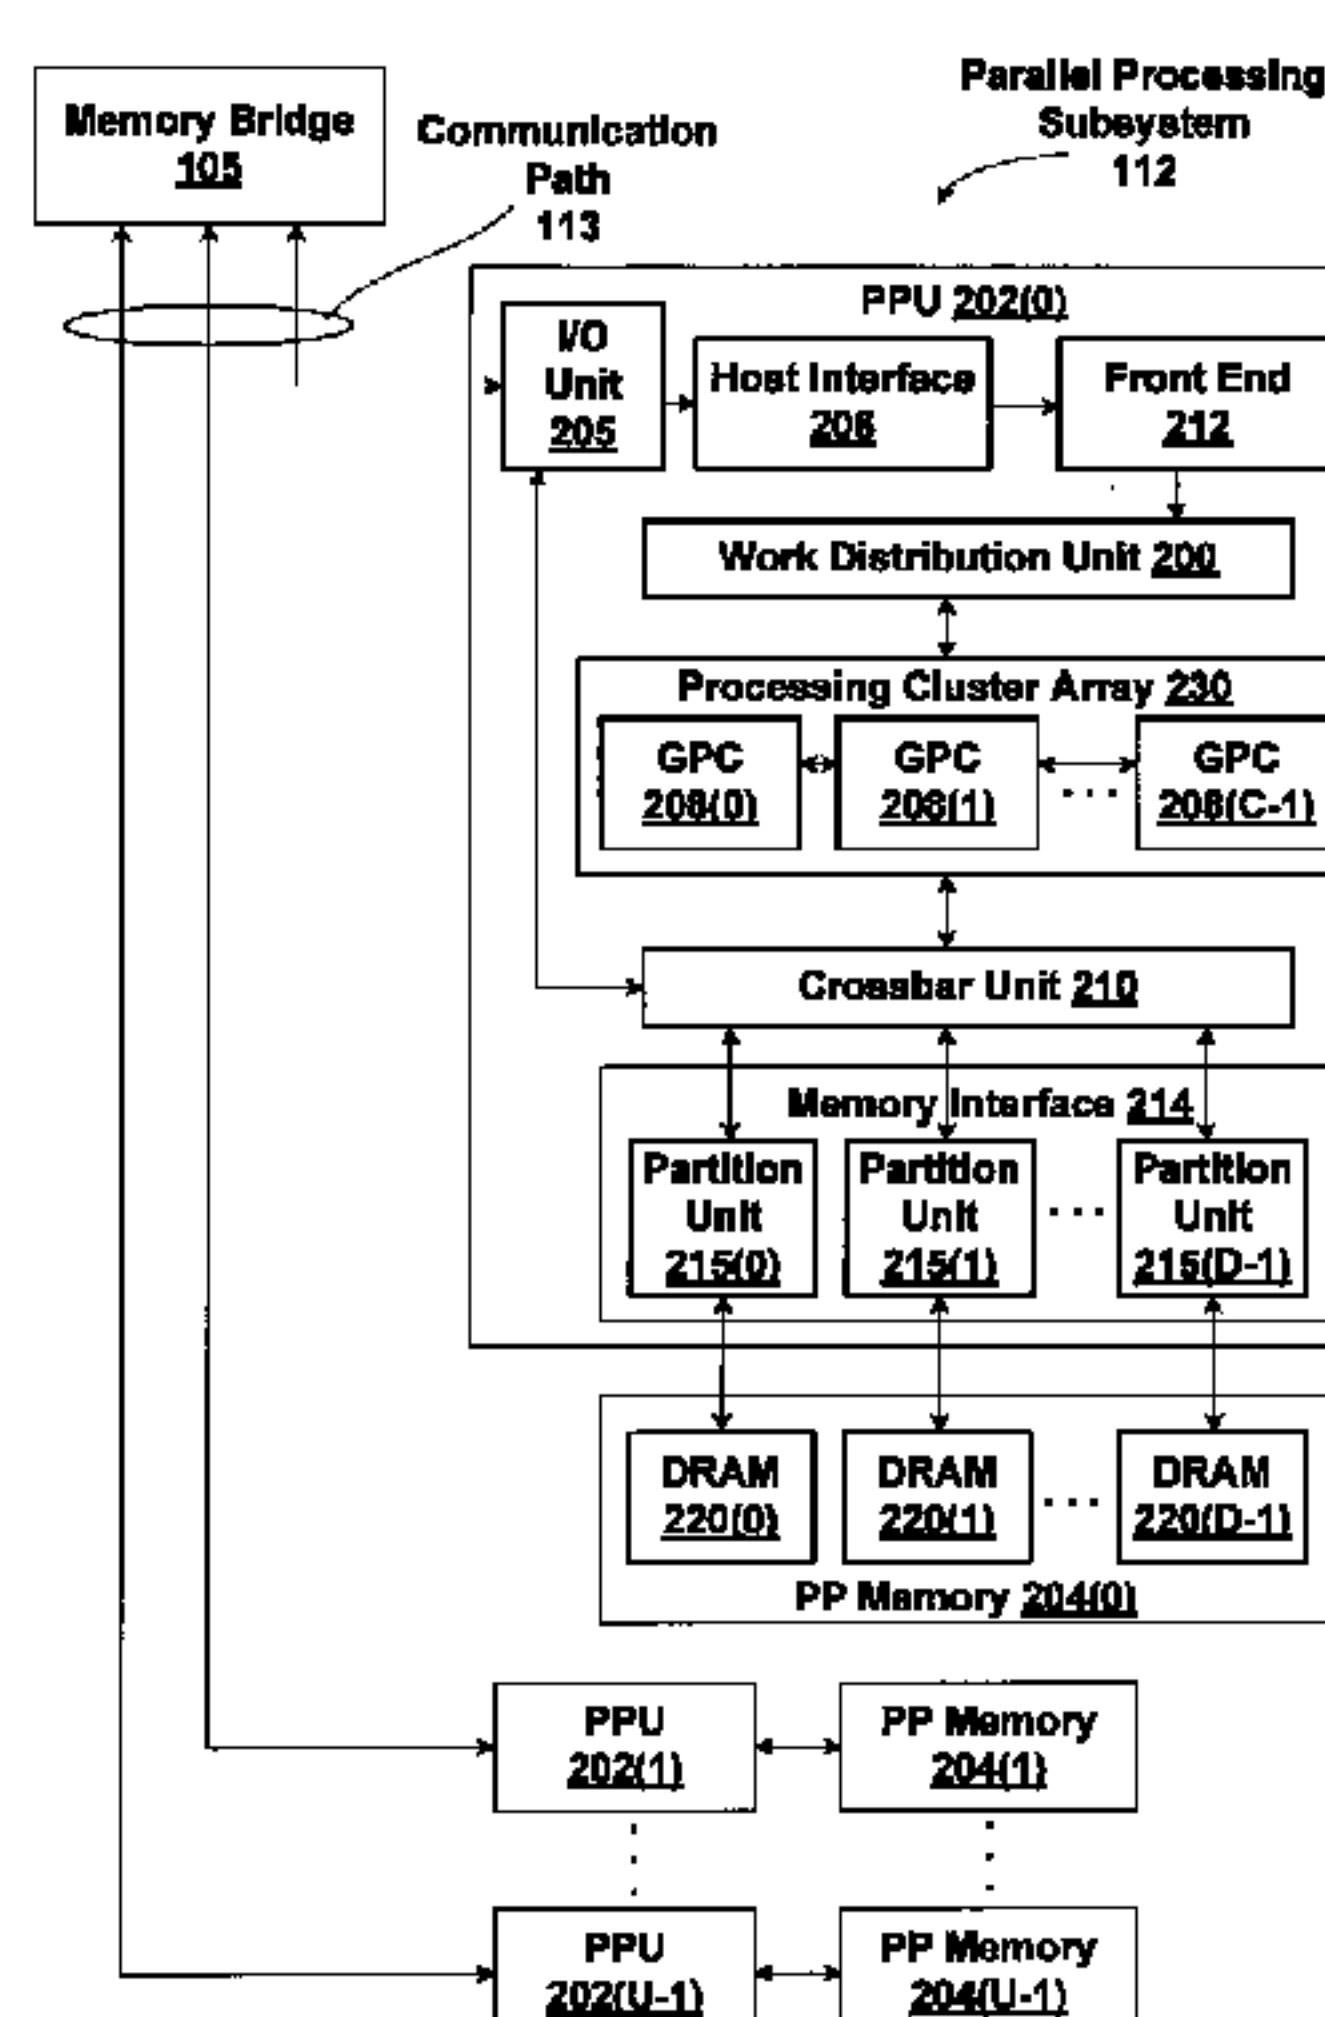 Memory Bridge
105
Communication
Path
113
Parallel Processing
Subsystem
112
PPU 202(0)
I/O
Unit
205
Host Interface
206
Front End
212
Work Distribution Unit 200
Processing Cluster Array 230
GPC
208(0)
GPC
208(1)
. . .
GPC
208(C-1)
Crossbar Unit 210
Memory Interface 214
Partition
Unit
215(0)
Partition
Unit
215(1)
. . .
Partition
Unit
215(D-1)
DRAM
220(0)
DRAM
220(1)
. . .
DRAM
220(D-1)
PP Memory 204(0)
PPU
202(1)
PP Memory
204(1)
PPU
202(U-1)
PP Memory
204(U-1)